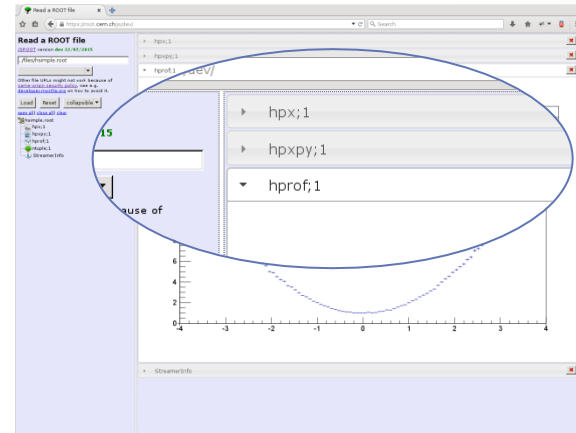 Read a ROOT file
https://root.cern.ch/js/dev/
Search
Read a ROOT file
JSROOT version dev 22/07/2015
../files/hsimple.root
Other file URLs might not work because of
same-origin security policy, see e.g.
developer.mozilla.org on how to avoid it.
Load Reset collapsible
open all close all clear
hsimple.root
hpx;1
hpxpy;1
hprof;1
ntuple;1
StreamerInfo
hpx;1
hpxpy;1
hprof;1
/dev/
15
ause of
hpx;1
hpxpy;1
hprof;1
6
4
2
0
-4 -3 -2 -1 0 1 2 3 4
StreamerInfo